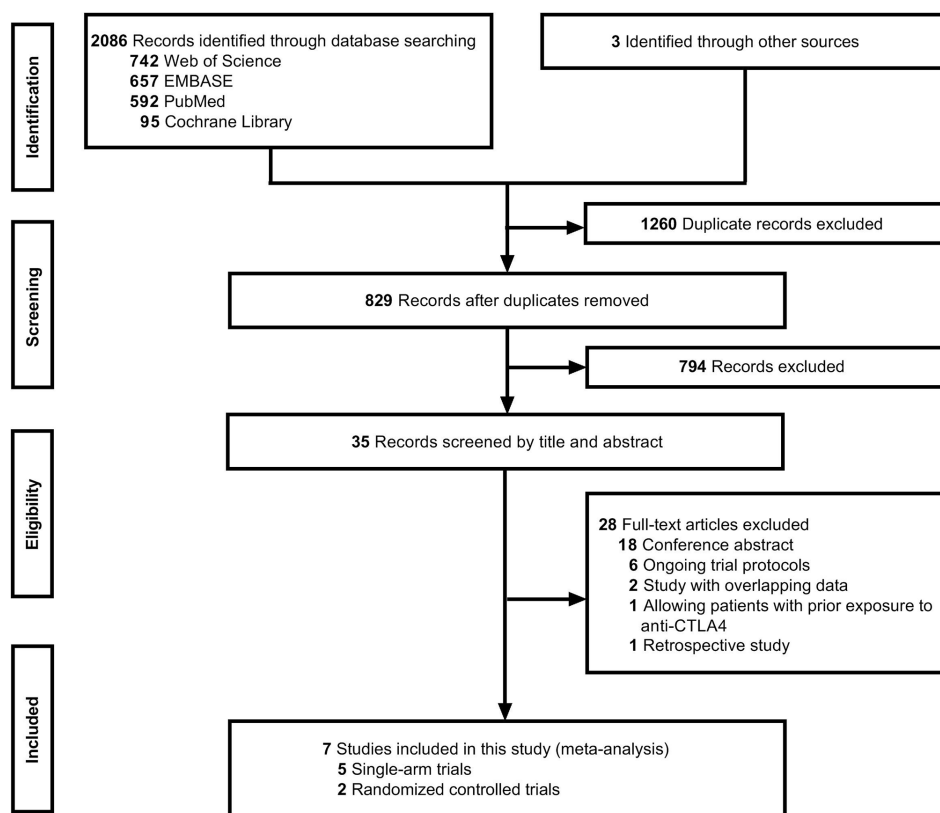 Identification
2086 Records identified through database searching
742 Web of Science
657 EMBASE
592 PubMed
95 Cochrane Library
3 Identified through other sources
1260 Duplicate records excluded
Screening
829 Records after duplicates removed
794 Records excluded
35 Records screened by title and abstract
Eligibility
28 Full-text articles excluded
18 Conference abstract
6 Ongoing trial protocols
2 Study with overlapping data
1 Allowing patients with prior exposure to
anti-CTLA4
1 Retrospective study
Included
7 Studies included in this study (meta-analysis)
5 Single-arm trials
2 Randomized controlled trials